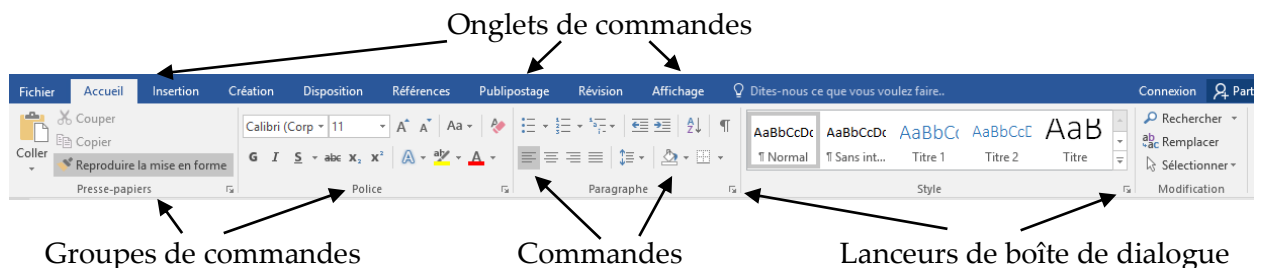 Onglets de commandes
Fichier Accueil Insertion Création Disposition Références Publipostage Révision Affichage Dites-nous ce que vous voulez faire.. Connexion Part
Couper
Copier
Coller
Reproduire la mise en forme
Presse-papiers
Calibri (Corp 11 A A Aa
G I S abc x₂ x² A aby A
Police
Paragraphe
AaBbCcDc AaBbCcDc AaBbCc AaBbCcE AaB
¶ Normal ¶ Sans int... Titre 1 Titre 2 Titre
Style
Rechercher
Remplacer
Sélectionner
Modification
Groupes de commandes Commandes Lanceurs de boîte de dialogue